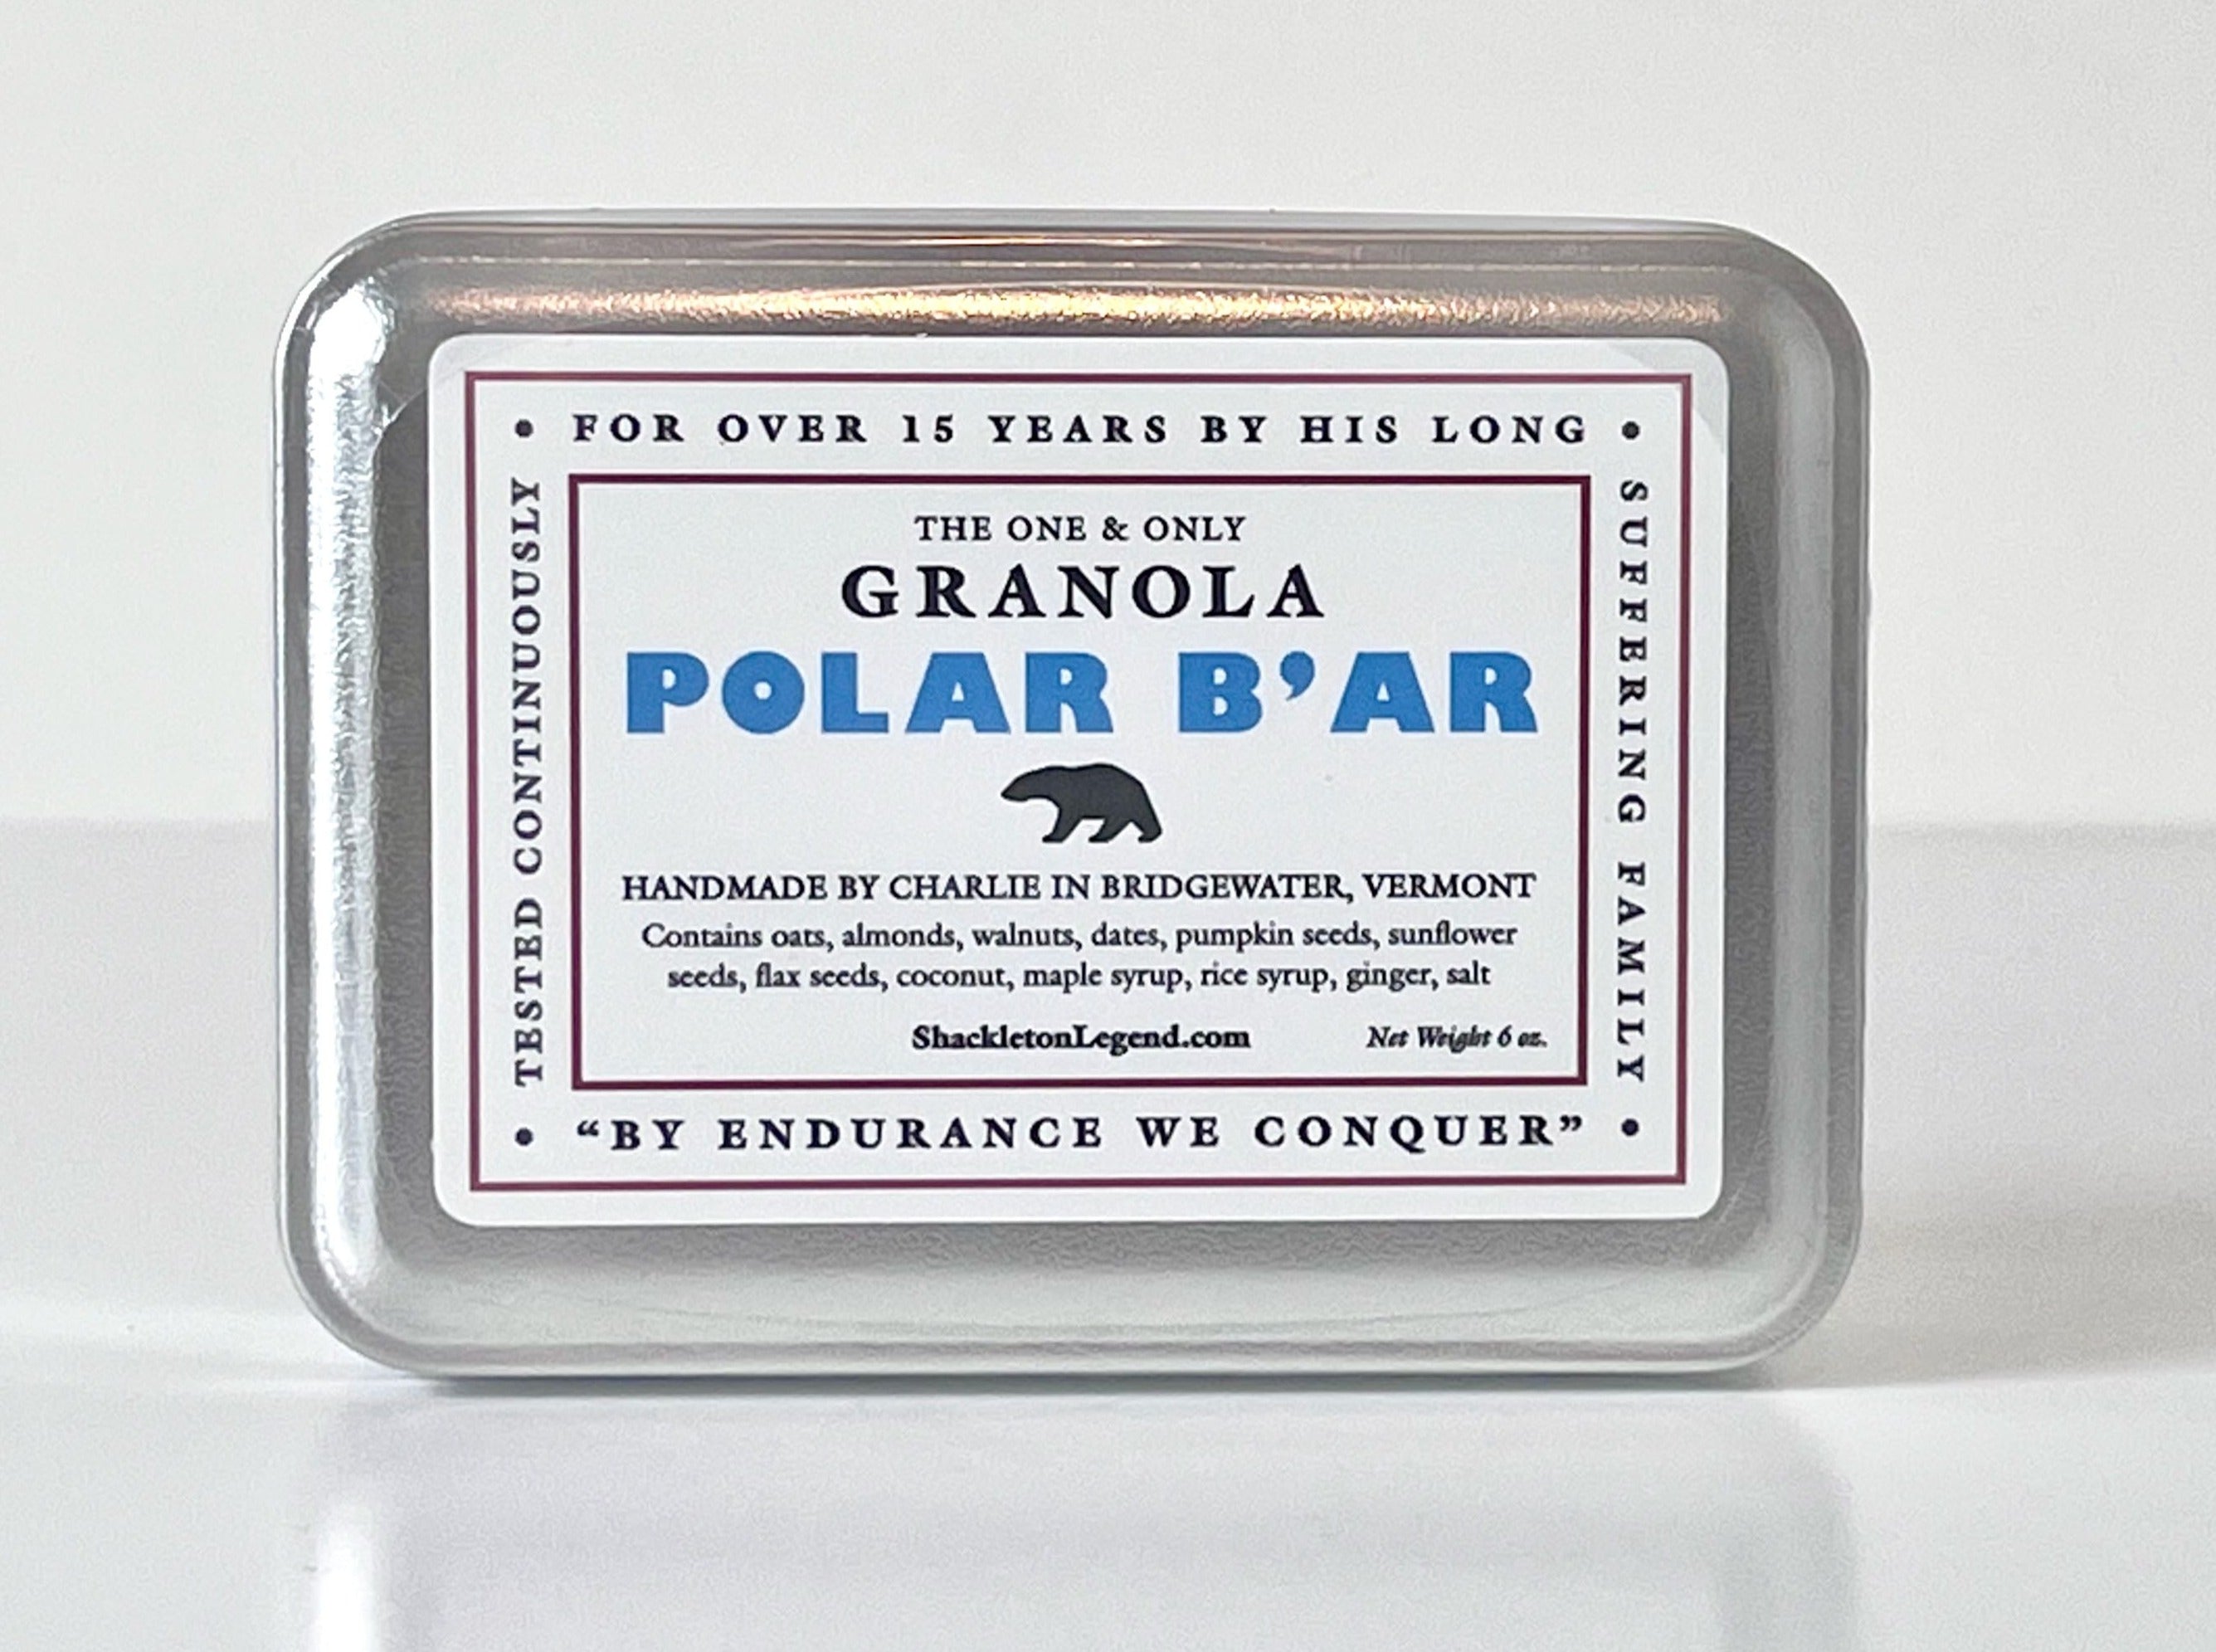 TESTED CONTINUOUSLY
• FOR OVER 15 YEARS BY HIS LONG •
SUFFERING FAMILY
THE ONE & ONLY
GRANOLA
POLAR B’AR
HANDMADE BY CHARLIE IN BRIDGEWATER, VERMONT
Contains oats, almonds, walnuts, dates, pumpkin seeds, sunflower
seeds, flax seeds, coconut, maple syrup, rice syrup, ginger, salt
ShackletonLegend.com
Net Weight 6 oz.
• “BY ENDURANCE WE CONQUER” •